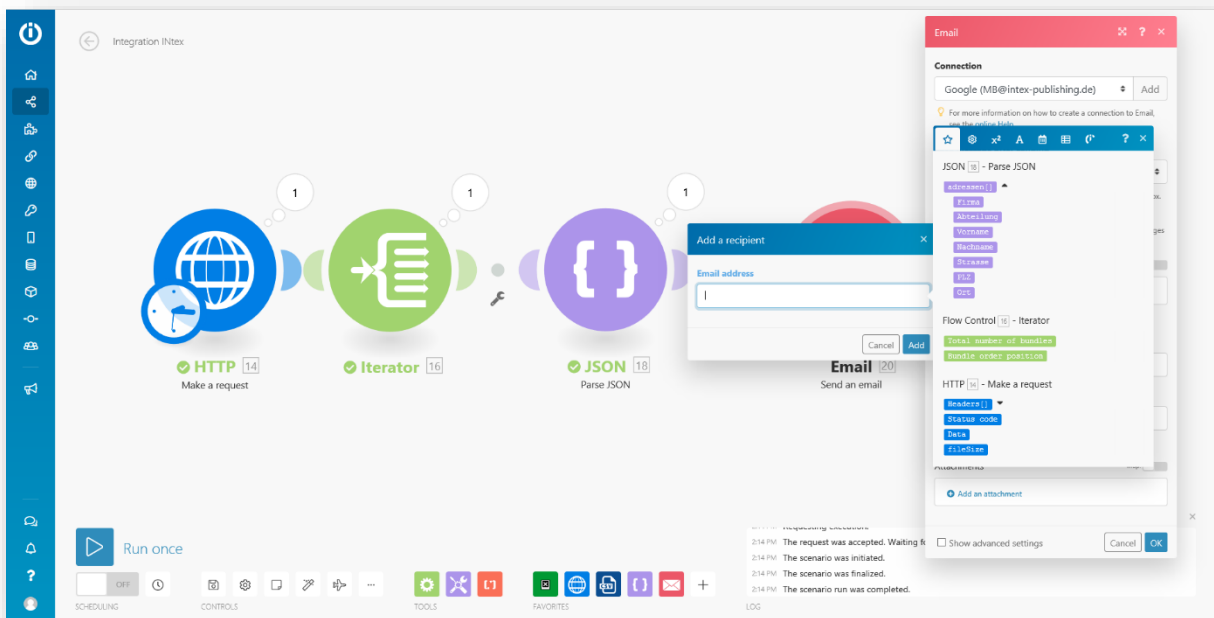 Integration INtex
1
1
1
HTTP 14
Make a request
Iterator 16
JSON 18
Parse JSON
Email 20
Send an email
Add a recipient
Email address
Cancel
Add
Email
?
Connection
Google (MB@intex-publishing.de)
Add
For more information on how to create a connection to Email,
see the online Help.
x²
A
?
JSON 18 - Parse JSON
adressen[]
Firma
Abteilung
Vorname
Nachname
Strasse
PLZ
Ort
Flow Control 16 - Iterator
Total number of bundles
Bundle order position
HTTP 14 - Make a request
Headers[]
Status code
Data
fileSize
Attachments
Add an attachment
Show advanced settings
Cancel
OK
Run once
OFF
SCHEDULING
CONTROLS
TOOLS
FAVORITES
LOG
2:14 PM The request was accepted. Waiting
2:14 PM The scenario was initiated.
2:14 PM The scenario was finalized.
2:14 PM The scenario run was completed.
?